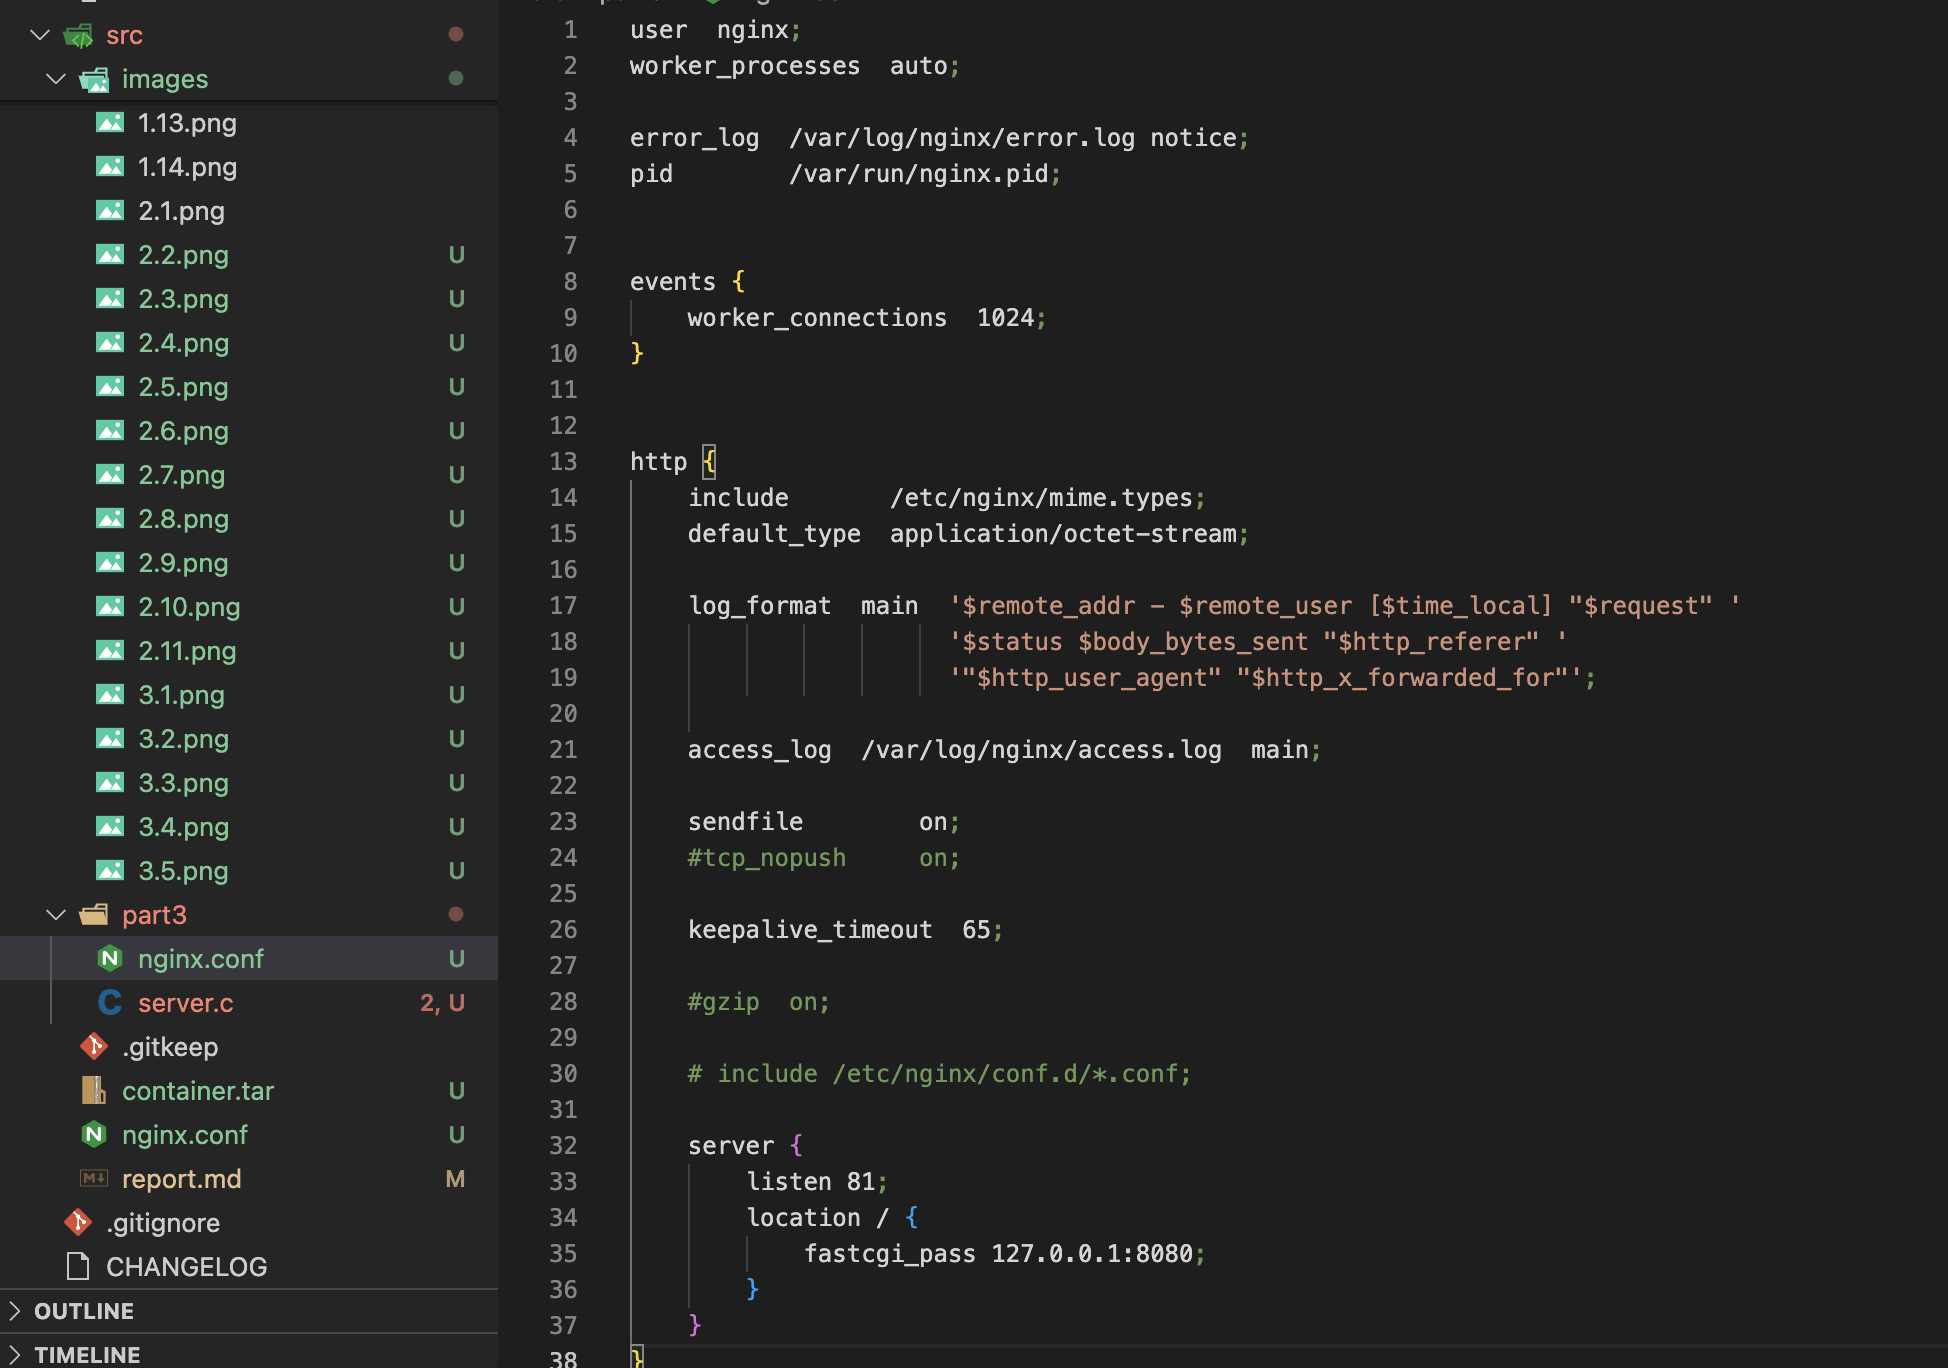 src
images
1.13.png
1.14.png
2.1.png
2.2.png U
2.3.png U
2.4.png U
2.5.png U
2.6.png U
2.7.png U
2.8.png U
2.9.png U
2.10.png U
2.11.png U
3.1.png U
3.2.png U
3.3.png U
3.4.png U
3.5.png U
part3
nginx.conf U
server.c 2, U
.gitkeep
container.tar U
nginx.conf U
report.md M
.gitignore
CHANGELOG
OUTLINE
TIMELINE
1 user  nginx;
2 worker_processes  auto;
3
4 error_log  /var/log/nginx/error.log notice;
5 pid        /var/run/nginx.pid;
6
7
8 events {
9     worker_connections  1024;
10 }
11
12
13 http {
14     include       /etc/nginx/mime.types;
15     default_type  application/octet-stream;
16
17     log_format  main  '$remote_addr - $remote_user [$time_local] "$request" '
18                       '$status $body_bytes_sent "$http_referer" '
19                       '"$http_user_agent" "$http_x_forwarded_for"';
20
21     access_log  /var/log/nginx/access.log  main;
22
23     sendfile        on;
24     #tcp_nopush     on;
25
26     keepalive_timeout  65;
27
28     #gzip  on;
29
30     # include /etc/nginx/conf.d/*.conf;
31
32     server {
33         listen 81;
34         location / {
35             fastcgi_pass 127.0.0.1:8080;
36         }
37     }
38 }